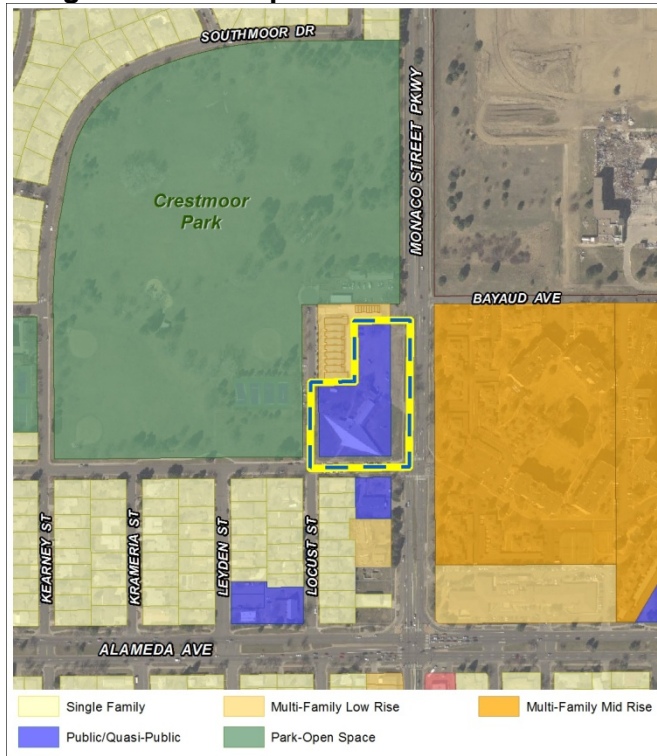 SOUTHMOOR DR
MONACO STREET PKWY
Crestmoor
Park
BAYAUD AVE
KEARNEY ST
KRAMERIA ST
LEYDEN ST
LOCUST ST
ALAMEDA AVE
Single Family
Multi-Family Low Rise
Multi-Family Mid Rise
Public/Quasi-Public
Park-Open Space